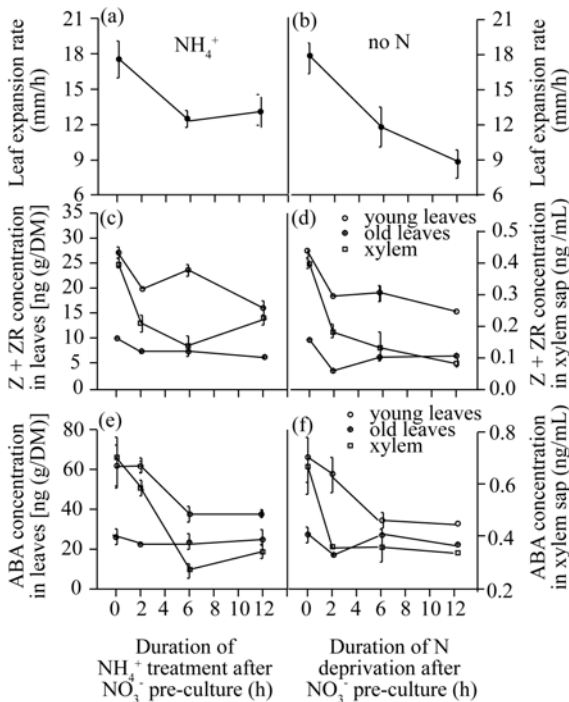 (a)
NH₄⁺
(b)
no N
Leaf expansion rate
(mm/h)
21
18
15
12
9
6
21
18
15
12
9
6
Leaf expansion rate
(mm/h)
(c)
(d)
young leaves
old leaves
xylem
Z + ZR concentration
in leaves [ng (g/DM)]
35
30
25
20
15
10
5
0
0.5
0.4
0.3
0.2
0.1
0.0
Z + ZR concentration
in xylem sap (ng /mL)
(e)
(f)
young leaves
old leaves
xylem
ABA concentration
in leaves [ng (g/DM)]
80
60
40
20
0
0.8
0.6
0.4
0.2
ABA concentration
in xylem sap (ng/mL)
0 2 4 6 8 10 12
0 2 4 6 8 10 12
Duration of
NH₄⁺ treatment after
NO₃⁻ pre-culture (h)
Duration of N
deprivation after
NO₃⁻ pre-culture (h)